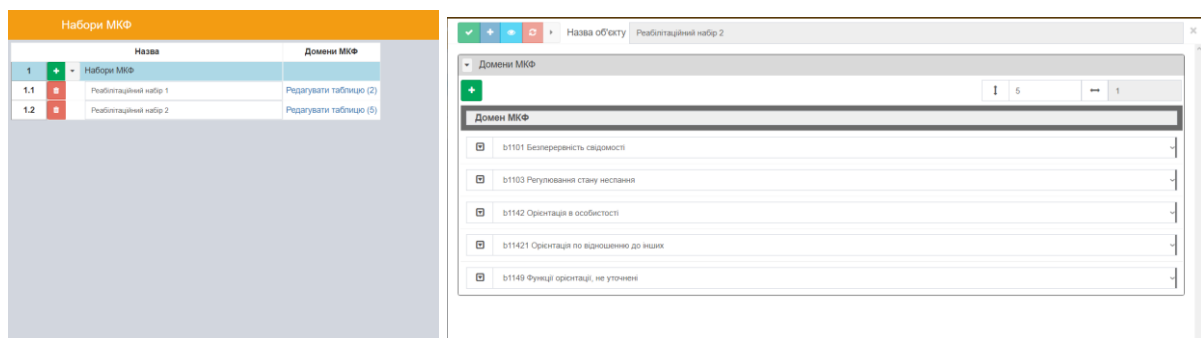 Набори МКФ
Назва Домени МКФ
1 Набори МКФ
1.1 Реабілітаційний набір 1 Редагувати таблицю (2)
1.2 Реабілітаційний набір 2 Редагувати таблицю (5)
Назва об'єкту Реабілітаційний набір 2
Домени МКФ
5 1
Домен МКФ
b1101 Безперервність свідомості
b1103 Регулювання стану неспання
b1142 Орієнтація в особистості
b11421 Орієнтація по відношенню до інших
b1149 Функції орієнтації, не уточнені